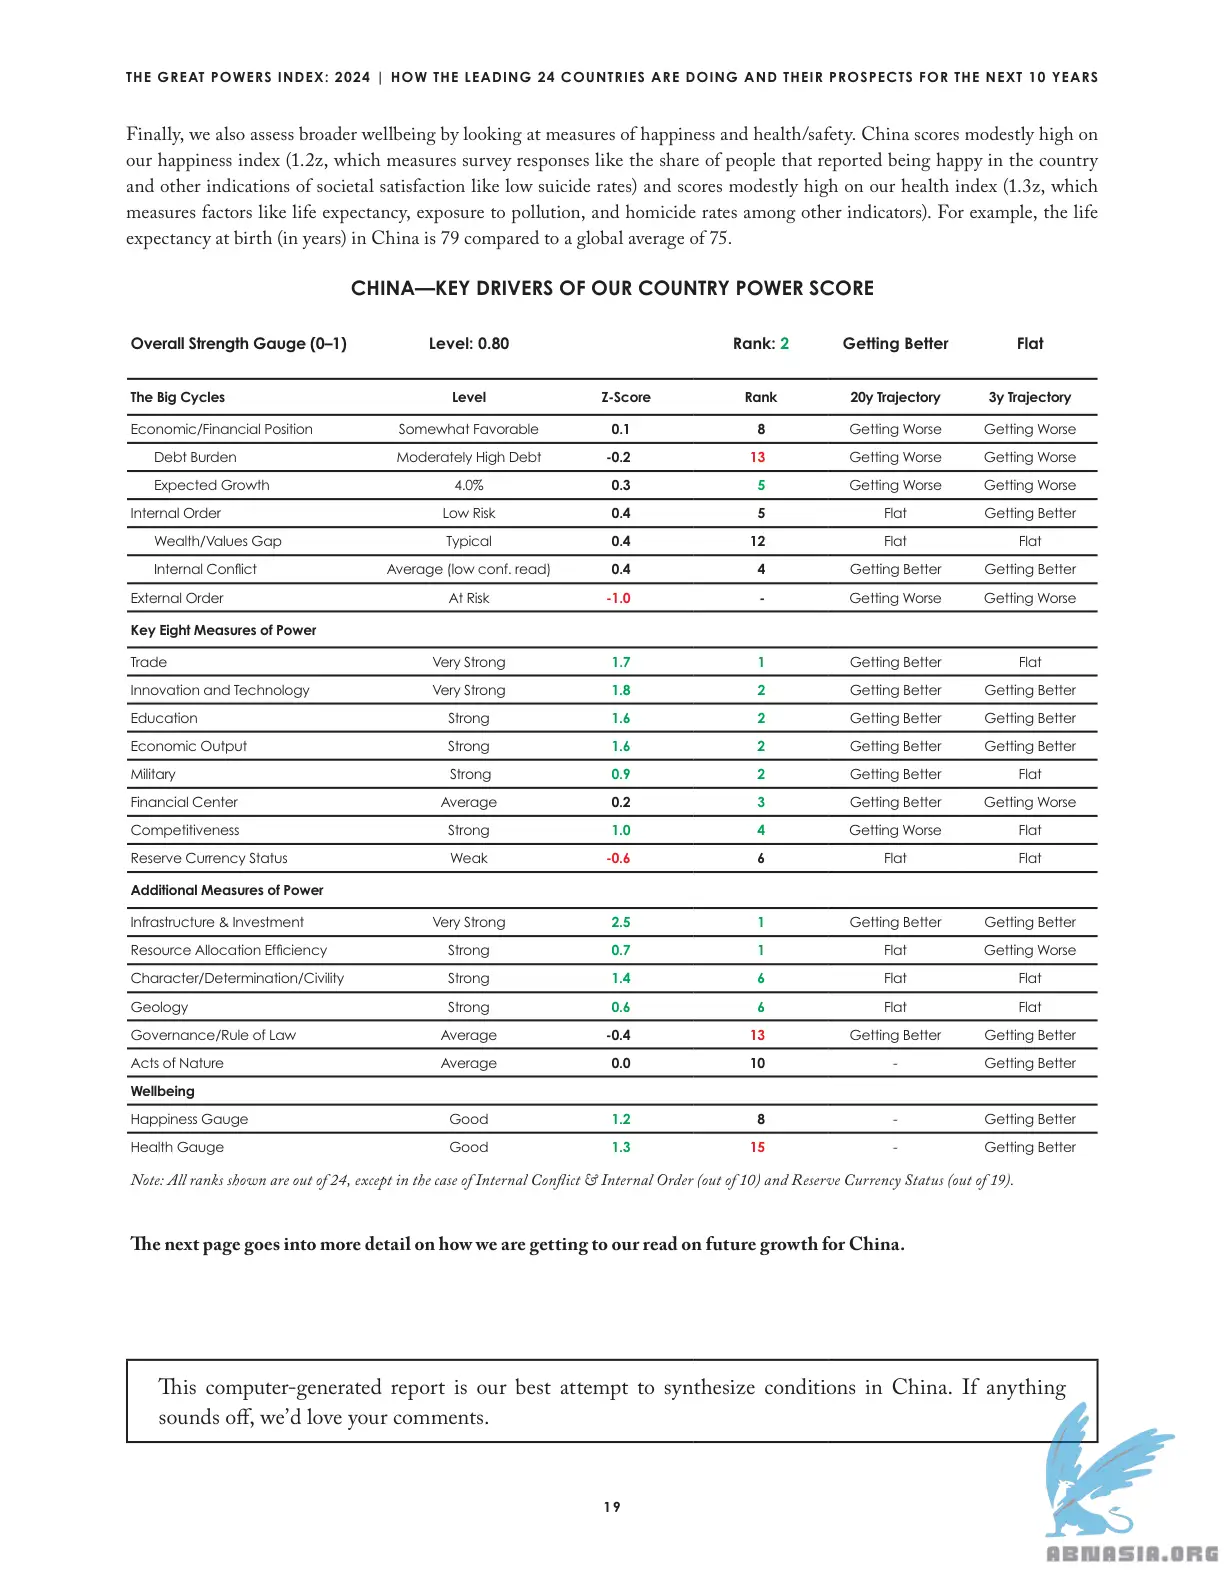 THE GREAT POWERS INDEX: 2024 | HOW THE LEADING 24 COUNTRIES ARE DOING AND THEIR PROSPECTS FOR THE NEXT 10 YEARS
Finally, we also assess broader wellbeing by looking at measures of happiness and health/safety. China scores modestly high on
our happiness index (1.2z, which measures survey responses like the share of people that reported being happy in the country
and other indications of societal satisfaction like low suicide rates) and scores modestly high on our health index (1.3z, which
measures factors like life expectancy, exposure to pollution, and homicide rates among other indicators). For example, the life
expectancy at birth (in years) in China is 79 compared to a global average of 75.
CHINA—KEY DRIVERS OF OUR COUNTRY POWER SCORE
Overall Strength Gauge (0–1) Level: 0.80 Rank: 2 Getting Better Flat
The Big Cycles Level Z-Score Rank 20y Trajectory 3y Trajectory
Economic/Financial Position Somewhat Favorable 0.1 8 Getting Worse Getting Worse
Debt Burden Moderately High Debt -0.2 13 Getting Worse Getting Worse
Expected Growth 4.0% 0.3 5 Getting Worse Getting Worse
Internal Order Low Risk 0.4 5 Flat Getting Better
Wealth/Values Gap Typical 0.4 12 Flat Flat
Internal Conflict Average (low conf. read) 0.4 4 Getting Better Getting Better
External Order At Risk -1.0 - Getting Worse Getting Worse
Key Eight Measures of Power
Trade Very Strong 1.7 1 Getting Better Flat
Innovation and Technology Very Strong 1.8 2 Getting Better Getting Better
Education Strong 1.6 2 Getting Better Getting Better
Economic Output Strong 1.6 2 Getting Better Getting Better
Military Strong 0.9 2 Getting Better Flat
Financial Center Average 0.2 3 Getting Better Getting Worse
Competitiveness Strong 1.0 4 Getting Worse Flat
Reserve Currency Status Weak -0.6 6 Flat Flat
Additional Measures of Power
Infrastructure & Investment Very Strong 2.5 1 Getting Better Getting Better
Resource Allocation Efficiency Strong 0.7 1 Flat Getting Worse
Character/Determination/Civility Strong 1.4 6 Flat Flat
Geology Strong 0.6 6 Flat Flat
Governance/Rule of Law Average -0.4 13 Getting Better Getting Better
Acts of Nature Average 0.0 10 - Getting Better
Wellbeing
Happiness Gauge Good 1.2 8 - Getting Better
Health Gauge Good 1.3 15 - Getting Better
Note: All ranks shown are out of 24, except in the case of Internal Conflict & Internal Order (out of 10) and Reserve Currency Status (out of 19).
The next page goes into more detail on how we are getting to our read on future growth for China.
This computer-generated report is our best attempt to synthesize conditions in China. If anything
sounds off, we'd love your comments.
19
ABNASIA.ORG